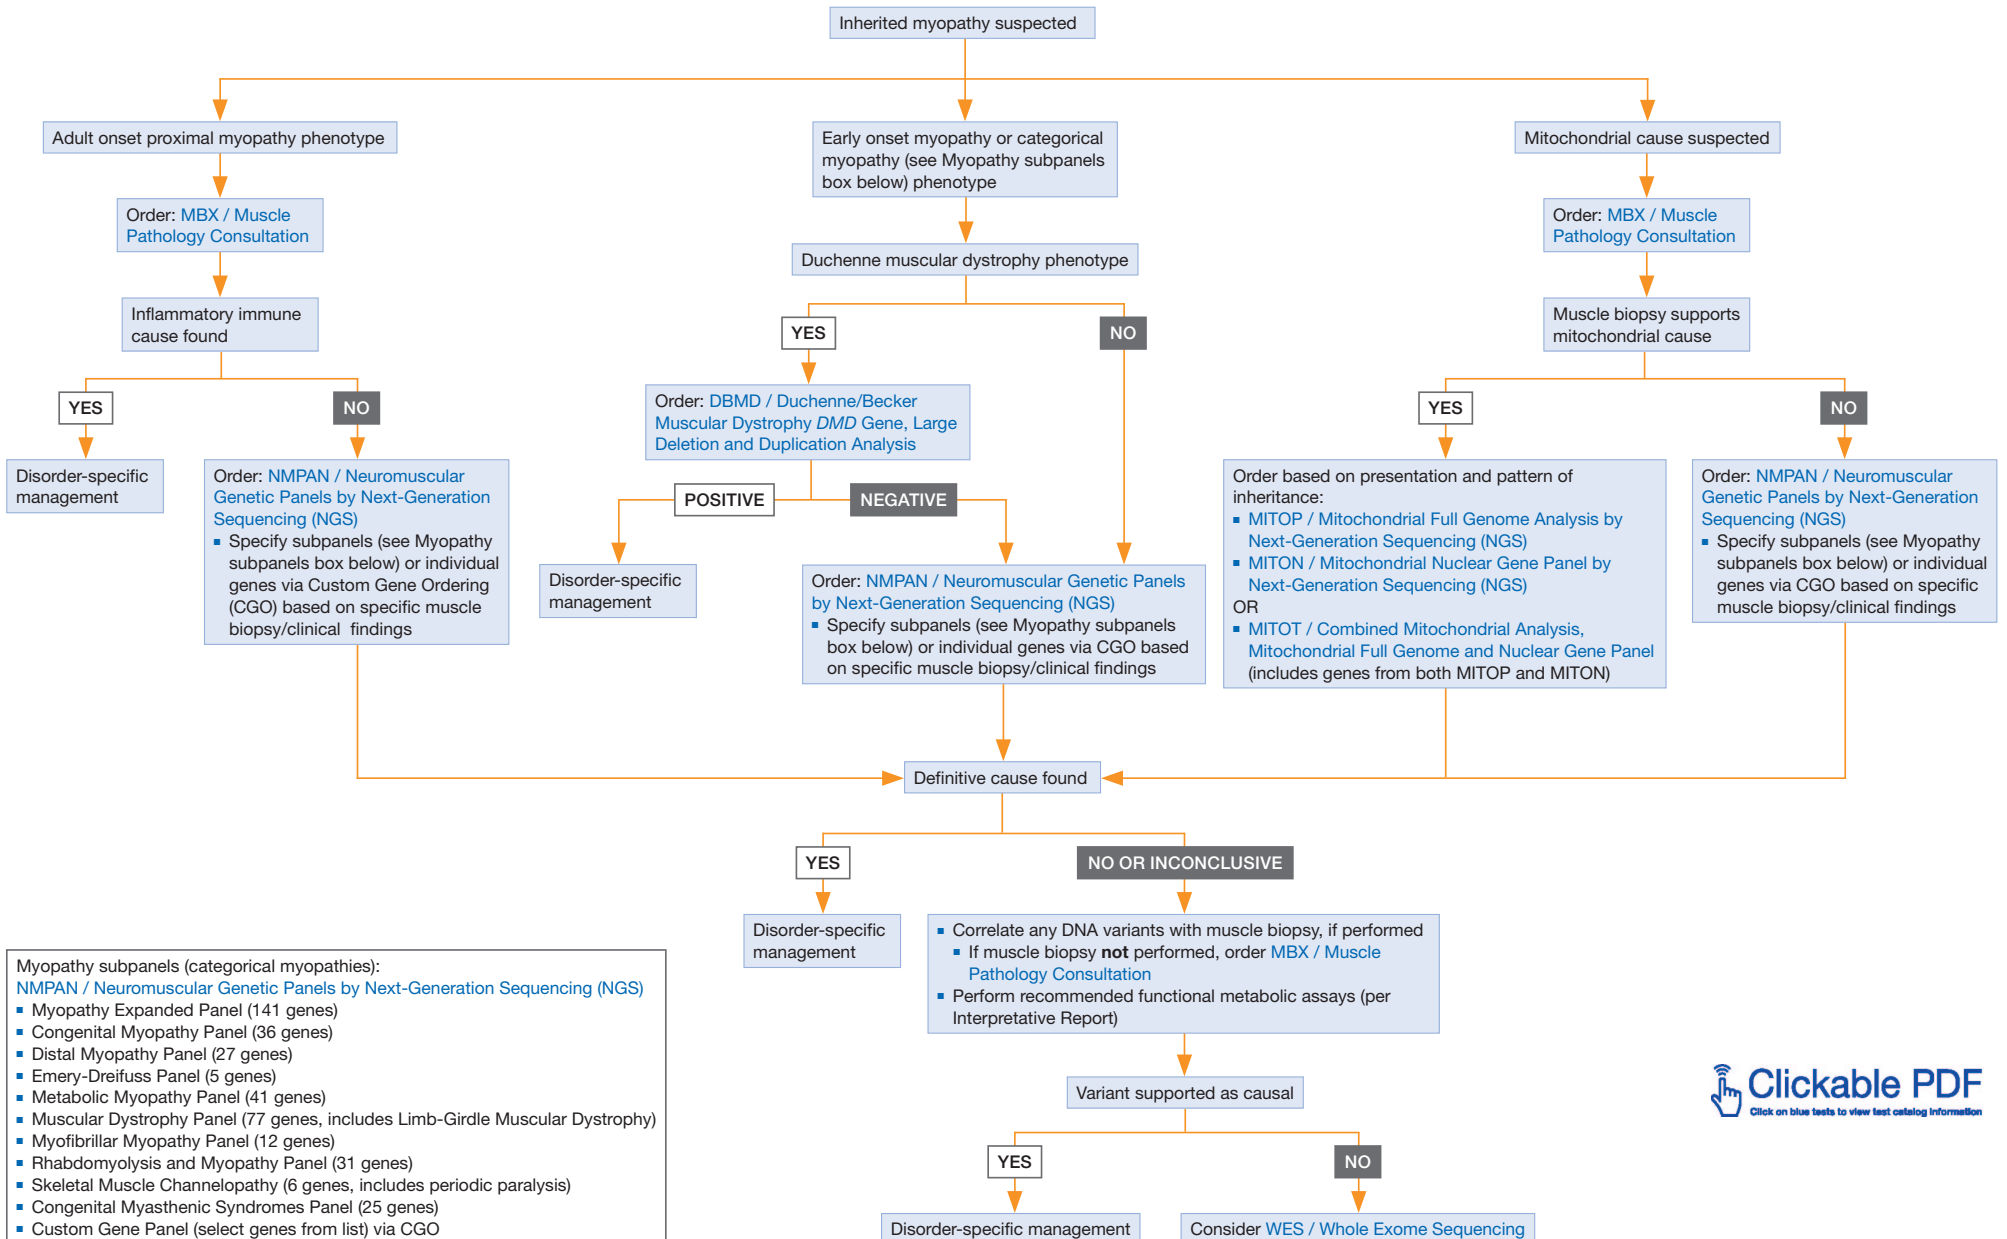 Inherited myopathy suspected
Adult onset proximal myopathy phenotype
Order: MBX / Muscle
Pathology Consultation
Inflammatory immune
cause found
YES
NO
Disorder-specific
management
Order: NMPAN / Neuromuscular
Genetic Panels by Next-Generation
Sequencing (NGS)
▪ Specify subpanels (see Myopathy
subpanels box below) or individual
genes via Custom Gene Ordering
(CGO) based on specific muscle
biopsy/clinical findings
Early onset myopathy or categorical
myopathy (see Myopathy subpanels
box below) phenotype
Duchenne muscular dystrophy phenotype
YES
NO
Order: DBMD / Duchenne/Becker
Muscular Dystrophy DMD Gene, Large
Deletion and Duplication Analysis
POSITIVE
NEGATIVE
Disorder-specific
management
Order: NMPAN / Neuromuscular Genetic Panels
by Next-Generation Sequencing (NGS)
▪ Specify subpanels (see Myopathy subpanels
box below) or individual genes via CGO based
on specific muscle biopsy/clinical findings
Mitochondrial cause suspected
Order: MBX / Muscle
Pathology Consultation
Muscle biopsy supports
mitochondrial cause
YES
NO
Order based on presentation and pattern of
inheritance:
▪ MITOP / Mitochondrial Full Genome Analysis by
Next-Generation Sequencing (NGS)
▪ MITON / Mitochondrial Nuclear Gene Panel by
Next-Generation Sequencing (NGS)
OR
▪ MITOT / Combined Mitochondrial Analysis,
Mitochondrial Full Genome and Nuclear Gene Panel
(includes genes from both MITOP and MITON)
Order: NMPAN / Neuromuscular
Genetic Panels by Next-Generation
Sequencing (NGS)
▪ Specify subpanels (see Myopathy
subpanels box below) or individual
genes via CGO based on specific
muscle biopsy/clinical findings
Definitive cause found
YES
NO OR INCONCLUSIVE
Disorder-specific
management
▪ Correlate any DNA variants with muscle biopsy, if performed
▪ If muscle biopsy not performed, order MBX / Muscle
Pathology Consultation
▪ Perform recommended functional metabolic assays (per
Interpretative Report)
Variant supported as causal
YES
NO
Disorder-specific management
Consider WES / Whole Exome Sequencing
Myopathy subpanels (categorical myopathies):
NMPAN / Neuromuscular Genetic Panels by Next-Generation Sequencing (NGS)
▪ Myopathy Expanded Panel (141 genes)
▪ Congenital Myopathy Panel (36 genes)
▪ Distal Myopathy Panel (27 genes)
▪ Emery-Dreifuss Panel (5 genes)
▪ Metabolic Myopathy Panel (41 genes)
▪ Muscular Dystrophy Panel (77 genes, includes Limb-Girdle Muscular Dystrophy)
▪ Myofibrillar Myopathy Panel (12 genes)
▪ Rhabdomyolysis and Myopathy Panel (31 genes)
▪ Skeletal Muscle Channelopathy (6 genes, includes periodic paralysis)
▪ Congenital Myasthenic Syndromes Panel (25 genes)
▪ Custom Gene Panel (select genes from list) via CGO
Clickable PDF
Click on blue tests to view test catalog information